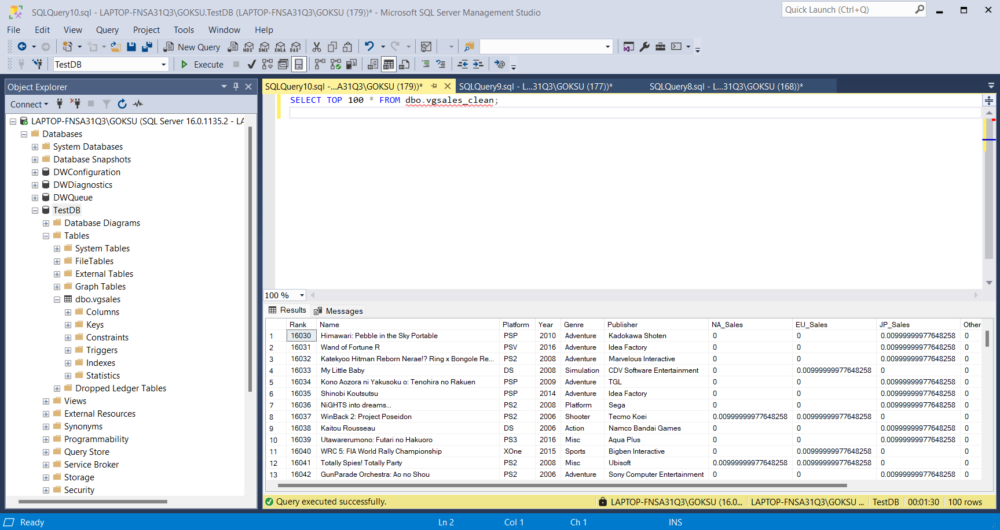 SQLQuery10.sql - LAPTOP-FNSA31Q3\GOKSU.TestDB (LAPTOP-FNSA31Q3\GOKSU (179))* - Microsoft SQL Server Management Studio
Quick Launch (Ctrl+Q)
File Edit View Query Project Tools Window Help
New Query MDX DMX XMLA DAX
TestDB Execute
Object Explorer
Connect
LAPTOP-FNSA31Q3\GOKSU (SQL Server 16.0.1135.2 - LA
Databases
System Databases
Database Snapshots
DWConfiguration
DWDiagnostics
DWQueue
TestDB
Database Diagrams
Tables
System Tables
FileTables
External Tables
Graph Tables
dbo.vgsales
Columns
Keys
Constraints
Triggers
Indexes
Statistics
Dropped Ledger Tables
Views
External Resources
Synonyms
Programmability
Query Store
Service Broker
Storage
Security
SQLQuery10.sql -...A31Q3\GOKSU (179))* SQLQuery9.sql - L...31Q3\GOKSU (177))* SQLQuery8.sql - L...31Q3\GOKSU (168))*
SELECT TOP 100 * FROM dbo.vgsales_clean;
100 %
Results Messages
Rank Name Platform Year Genre Publisher NA_Sales EU_Sales JP_Sales Other
1 16030 Himawari: Pebble in the Sky Portable PSP 2010 Adventure Kadokawa Shoten 0 0 0.00999999977648258 0
2 16031 Wand of Fortune R PSV 2016 Adventure Idea Factory 0 0 0.00999999977648258 0
3 16032 Katekyoo Hitman Reborn Nerae!? Ring x Bongole Re... PS2 2008 Adventure Marvelous Interactive 0 0 0.00999999977648258 0
4 16033 My Little Baby DS 2008 Simulation CDV Software Entertainment 0 0.00999999977648258 0 0
5 16034 Kono Aozora ni Yakusoku o: Tenohira no Rakuen PSP 2009 Adventure TGL 0 0 0.00999999977648258 0
6 16035 Shinobi Koutsutsu PSP 2014 Adventure Idea Factory 0 0 0.00999999977648258 0
7 16036 NiGHTS into dreams... PS2 2008 Platform Sega 0 0 0.00999999977648258 0
8 16037 WinBack 2: Project Poseidon PS2 2006 Shooter Tecmo Koei 0.00999999977648258 0.00999999977648258 0 0
9 16038 Kaitou Rousseau DS 2006 Action Namco Bandai Games 0 0 0.00999999977648258 0
10 16039 Utawarerumono: Futari no Hakuoro PS3 2016 Misc Aqua Plus 0 0 0.00999999977648258 0
11 16040 WRC 5: FIA World Rally Championship XOne 2015 Sports Bigben Interactive 0 0.00999999977648258 0 0
12 16041 Totally Spies! Totally Party PS2 2008 Misc Ubisoft 0.00999999977648258 0.00999999977648258 0 0
13 16042 GunParade Orchestra: Ao no Shou PS2 2006 Adventure Sony Computer Entertainment 0 0 0.00999999977648258 0
Query executed successfully. LAPTOP-FNSA31Q3\GOKSU (16.0... LAPTOP-FNSA31Q3\GOKSU ... TestDB 00:01:30 100 rows
Ready Ln 2 Col 1 Ch 1 INS